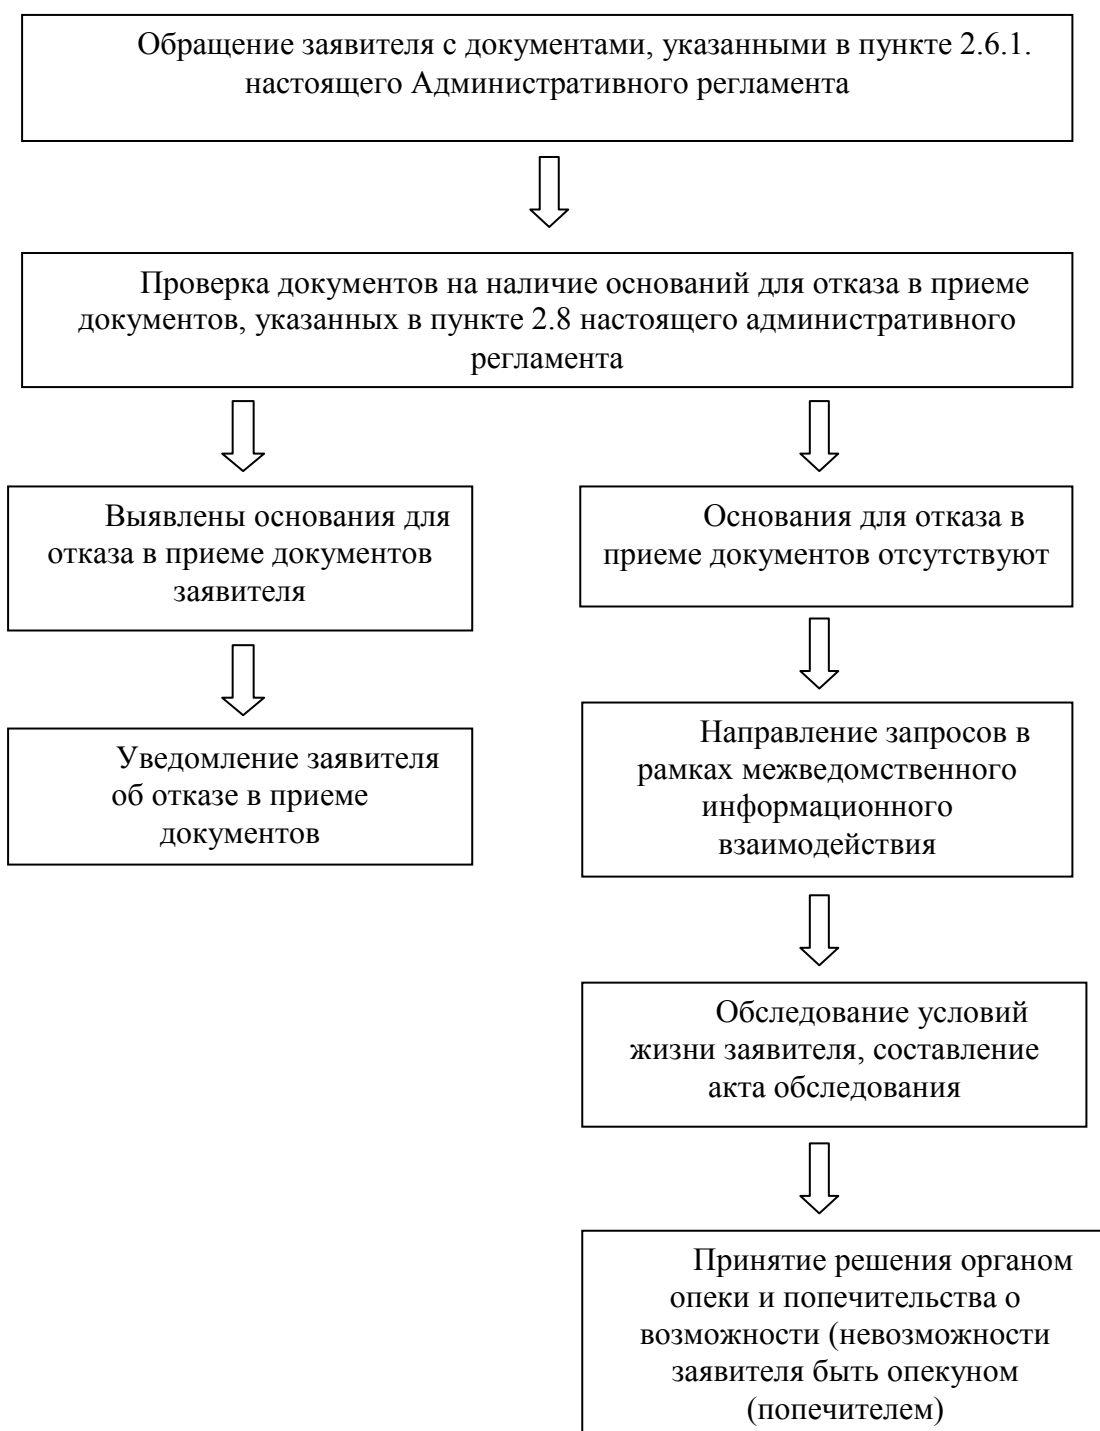 Обращение заявителя с документами, указанными в пункте 2.6.1.
настоящего Административного регламента
Проверка документов на наличие оснований для отказа в приеме
документов, указанных в пункте 2.8 настоящего административного
регламента
Выявлены основания для
отказа в приеме документов
заявителя
Основания для отказа в
приеме документов отсутствуют
Уведомление заявителя
об отказе в приеме
документов
Направление запросов в
рамках межведомственного
информационного
взаимодействия
Обследование условий
жизни заявителя, составление
акта обследования
Принятие решения органом
опеки и попечительства о
возможности (невозможности
заявителя быть опекуном
(попечителем)